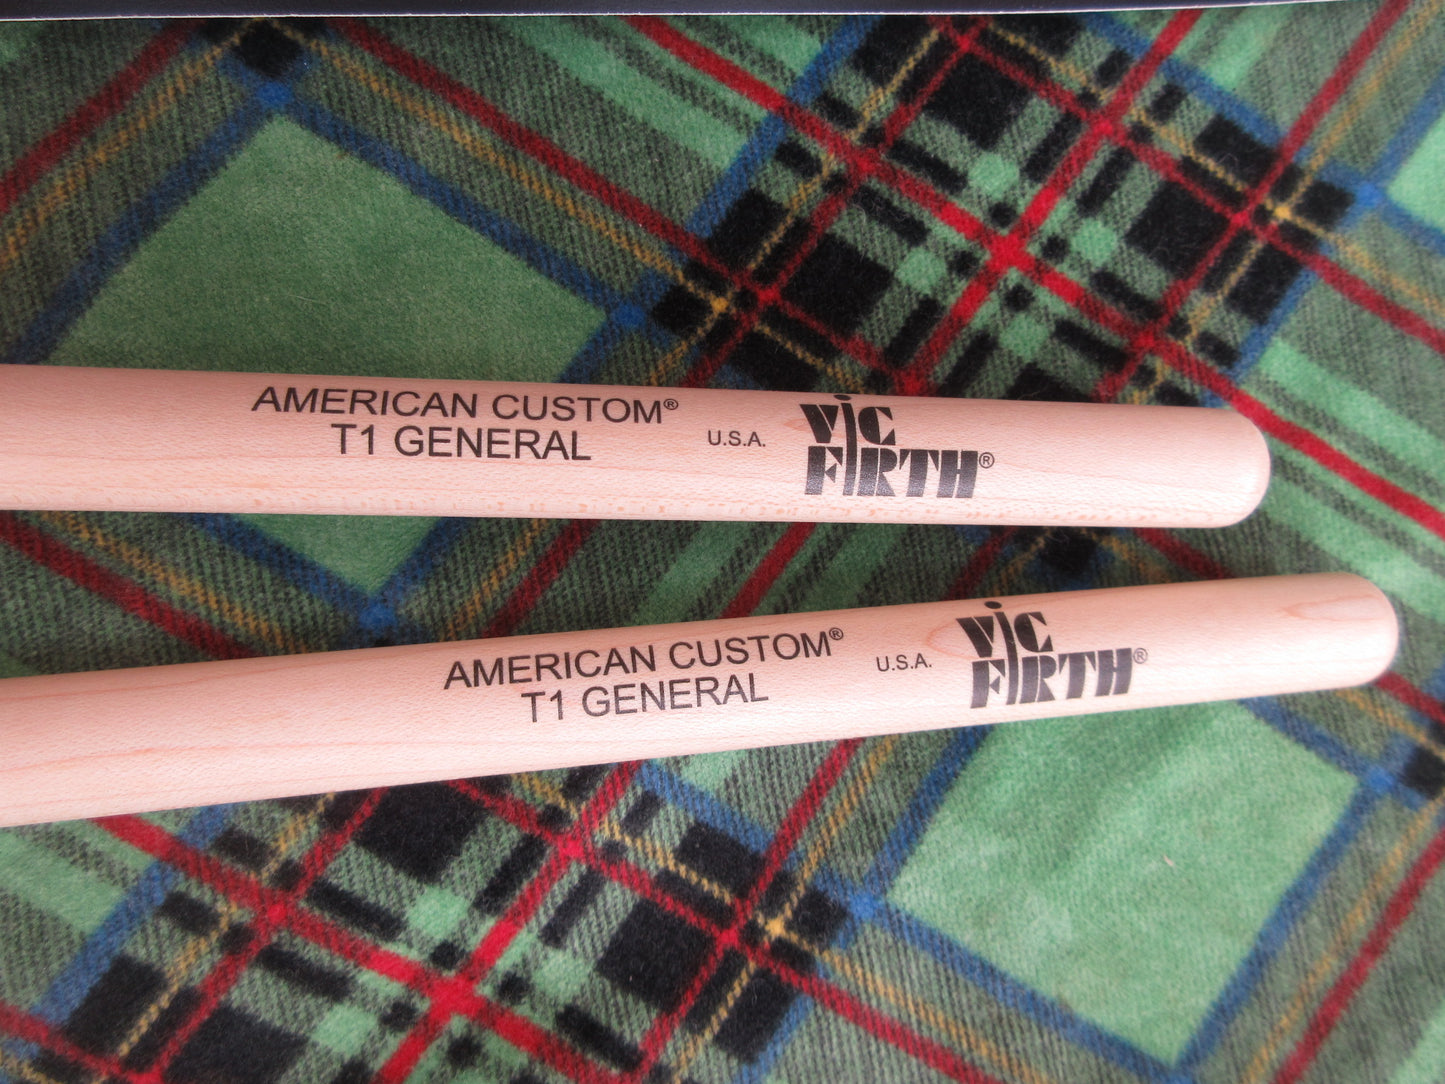 AMERICAN CUSTOM®
T1 GENERAL
U.S.A.
VIC
FIRTH®
AMERICAN CUSTOM®
T1 GENERAL
U.S.A.
VIC
FIRTH®